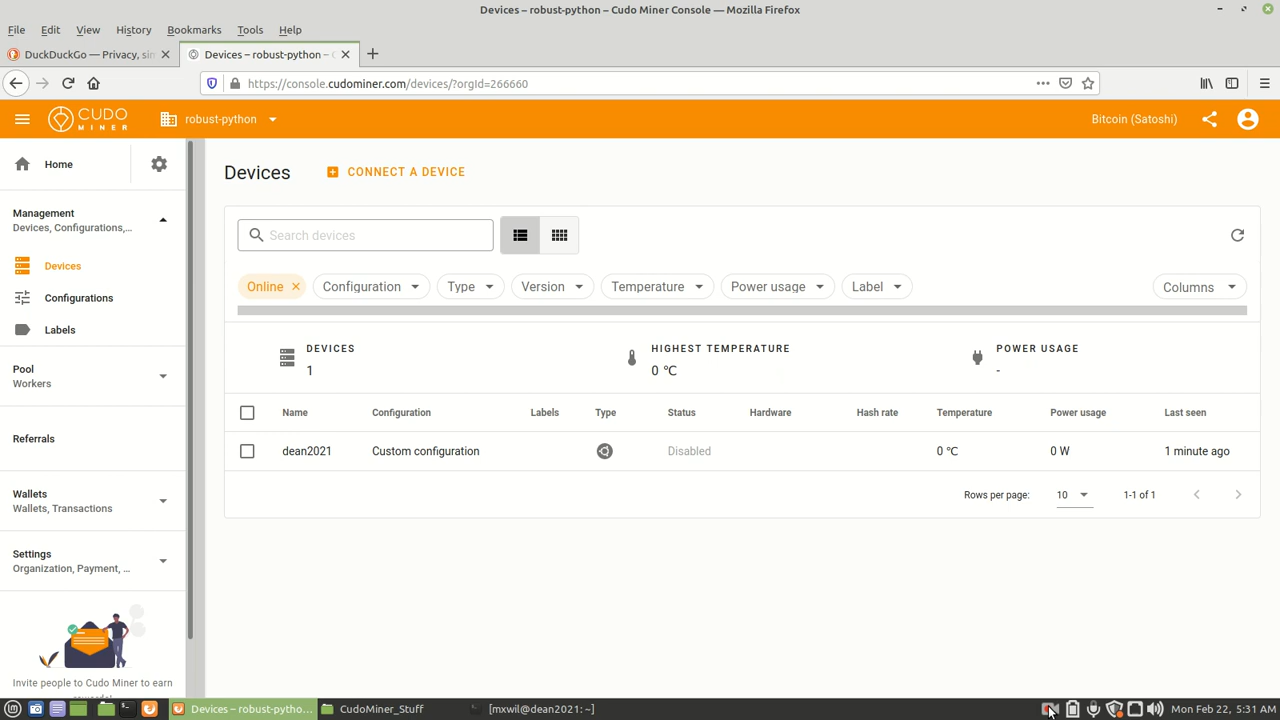 Devices – robust-python – Cudo Miner Console — Mozilla Firefox
File Edit View History Bookmarks Tools Help
DuckDuckGo — Privacy, sim
Devices – robust-python – C
https://console.cudominer.com/devices/?orgId=266660
CUDO
MINER
robust-python
Bitcoin (Satoshi)
Home
Management
Devices, Configurations,...
Devices
Configurations
Labels
Pool
Workers
Referrals
Wallets
Wallets, Transactions
Settings
Organization, Payment, ...
Invite people to Cudo Miner to earn
Devices
CONNECT A DEVICE
Search devices
Online Configuration Type Version Temperature Power usage Label Columns
DEVICES
1
HIGHEST TEMPERATURE
0 ℃
POWER USAGE
-
Name Configuration Labels Type Status Hardware Hash rate Temperature Power usage Last seen
dean2021 Custom configuration Disabled 0 ℃ 0 W 1 minute ago
Rows per page: 10 1-1 of 1
Devices – robust-pytho... CudoMiner_Stuff [mxwil@dean2021: ~] Mon Feb 22, 5:31 AM